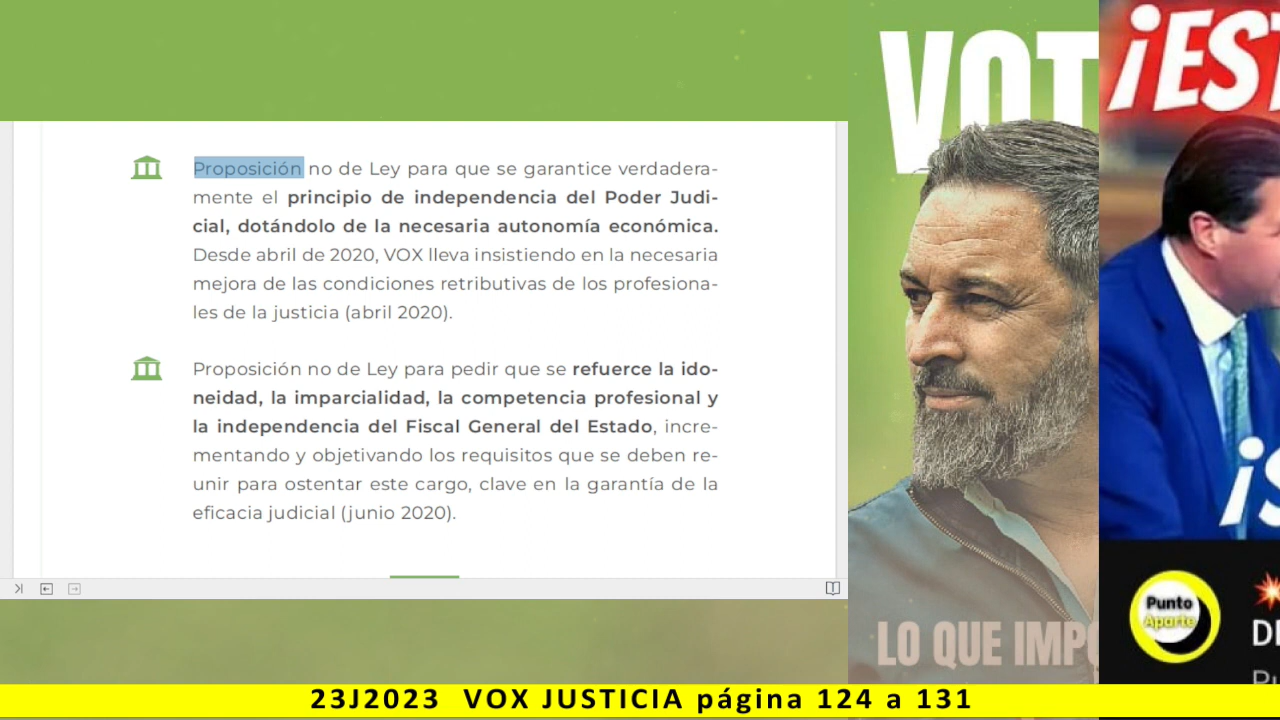 Proposición no de Ley para que se garantice verdadera-
mente el principio de independencia del Poder Judi-
cial, dotándolo de la necesaria autonomía económica.
Desde abril de 2020, VOX lleva insistiendo en la necesaria
mejora de las condiciones retributivas de los profesiona-
les de la justicia (abril 2020).
Proposición no de Ley para pedir que se refuerce la ido-
neidad, la imparcialidad, la competencia profesional y
la independencia del Fiscal General del Estado, incre-
mentando y objetivando los requisitos que se deben re-
unir para ostentar este cargo, clave en la garantía de la
eficacia judicial (junio 2020).
VOT
LO QUE IMPO
¡EST
¡S
Punto
Aparte
23J2023 VOX JUSTICIA página 124 a 131